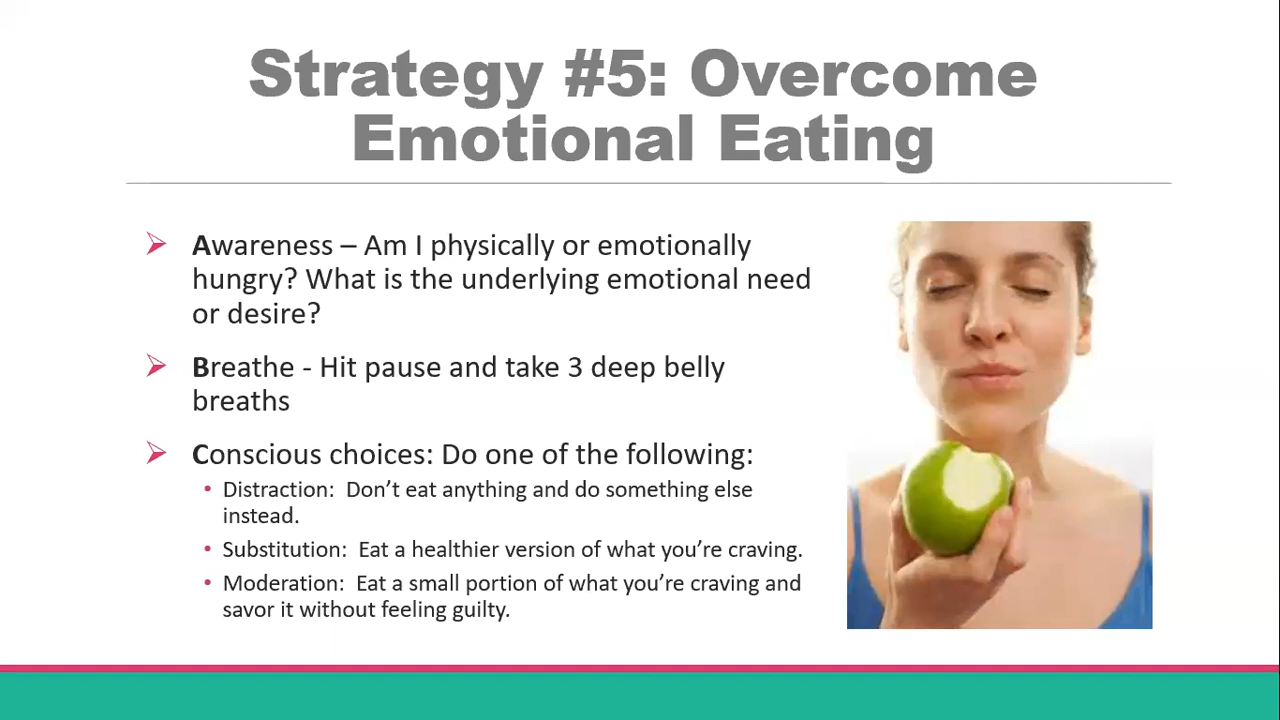 Strategy #5: Overcome
Emotional Eating
Awareness – Am I physically or emotionally
hungry? What is the underlying emotional need
or desire?
Breathe - Hit pause and take 3 deep belly
breaths
Conscious choices: Do one of the following:
• Distraction:  Don’t eat anything and do something else
instead.
• Substitution:  Eat a healthier version of what you’re craving.
• Moderation:  Eat a small portion of what you’re craving and
savor it without feeling guilty.